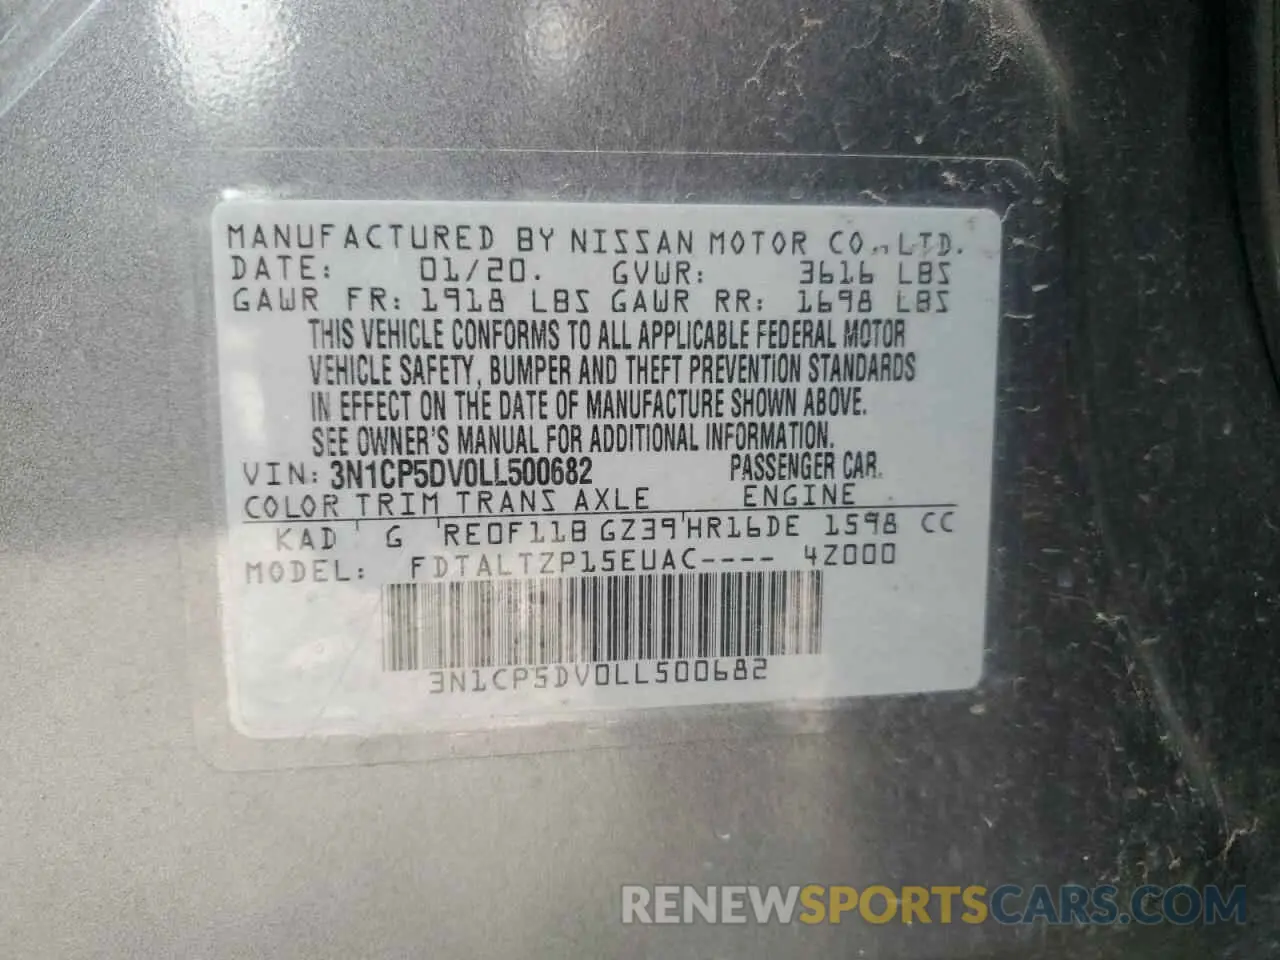 MANUFACTURED BY NISSAN MOTOR CO., LTD.
DATE: 01/20. GVWR: 3616 LBS
GAWR FR: 1918 LBS GAWR RR: 1698 LBS
THIS VEHICLE CONFORMS TO ALL APPLICABLE FEDERAL MOTOR
VEHICLE SAFETY, BUMPER AND THEFT PREVENTION STANDARDS
IN EFFECT ON THE DATE OF MANUFACTURE SHOWN ABOVE.
SEE OWNER'S MANUAL FOR ADDITIONAL INFORMATION.
VIN: 3N1CP5DV0LL500682 PASSENGER CAR.
COLOR TRIM TRANS AXLE ENGINE
KAD G RE0F11B GZ39 HR16DE 1598 CC
MODEL: FDTALTZP15EUAC---- 4Z000
3N1CP5DV0LL500682
RENEWSPORTSCARS.COM